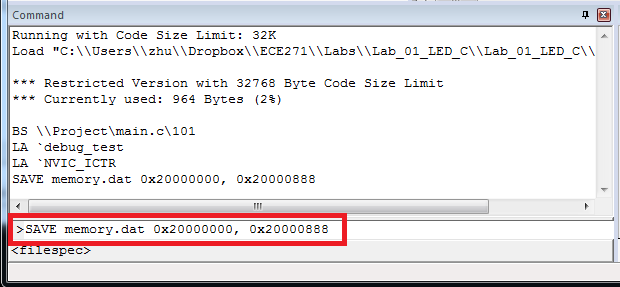 Command
Running with Code Size Limit: 32K
Load "C:\\Users\\zhu\\Dropbox\\ECE271\\Labs\\Lab_01_LED_C\\Lab_01_LED_C\\
*** Restricted Version with 32768 Byte Code Size Limit
*** Currently used: 964 Bytes (2%)
BS \\Project\main.c\101
LA `debug_test
LA `NVIC_ICTR
SAVE memory.dat 0x20000000, 0x20000888
>SAVE memory.dat 0x20000000, 0x20000888
<filespec>